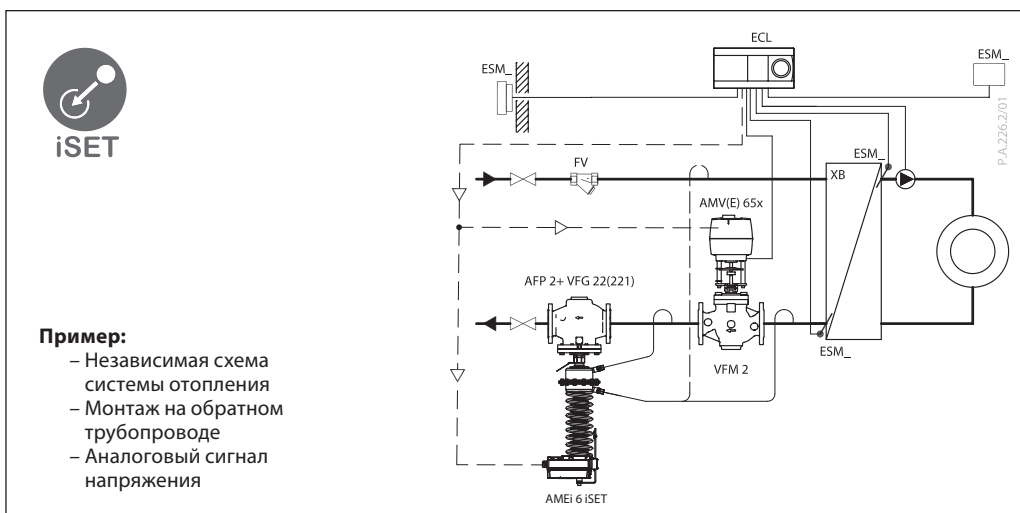 iSET
Пример:
– Независимая схема
системы отопления
– Монтаж на обратном
трубопроводе
– Аналоговый сигнал
напряжения
ECL
ESM_
ESM_
P.A.226.2/01
FV
ESM_
XB
AMV(E) 65x
AFP 2+ VFG 22(221)
ESM_
VFM 2
AMEi 6 iSET